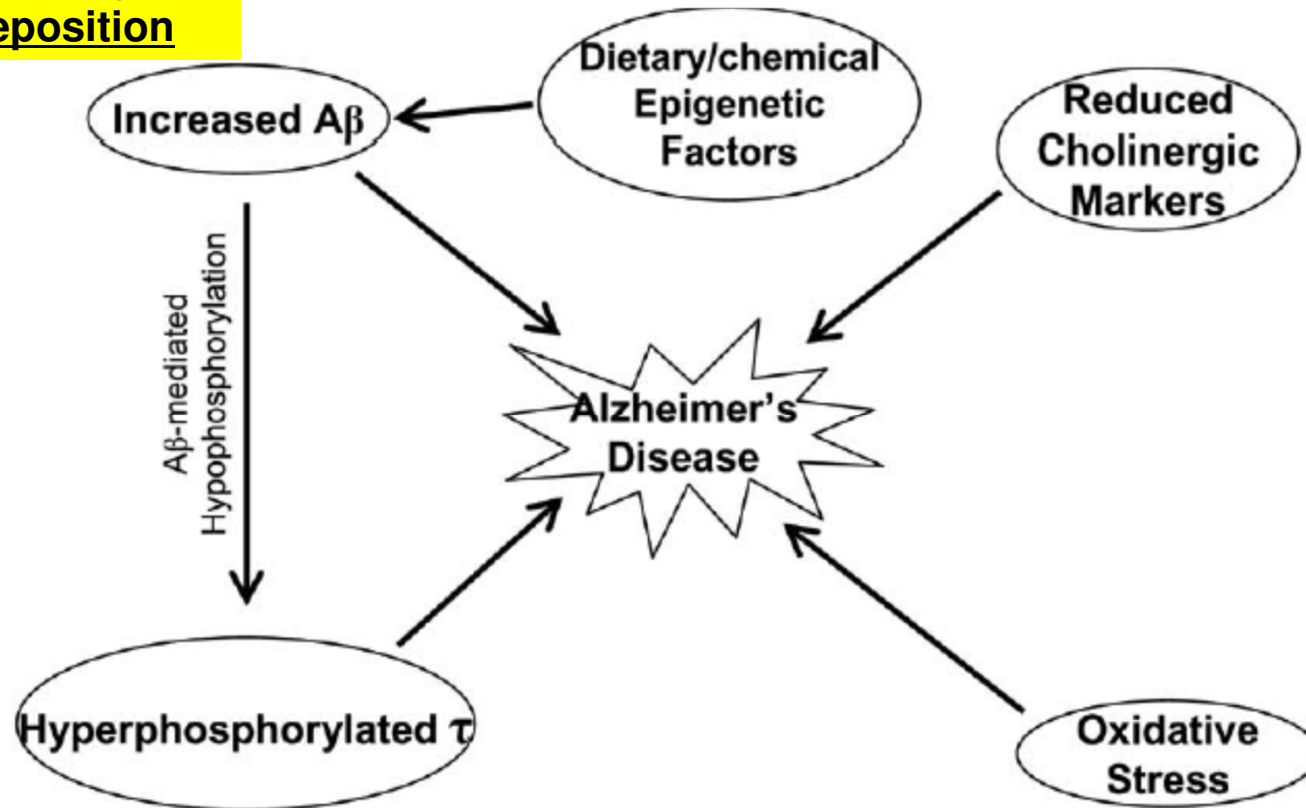 eposition
Increased Aβ
Dietary/chemical
Epigenetic
Factors
Reduced
Cholinergic
Markers
Aβ-mediated
Hypophosphorylation
Alzheimer's
Disease
Hyperphosphorylated τ
Oxidative
Stress